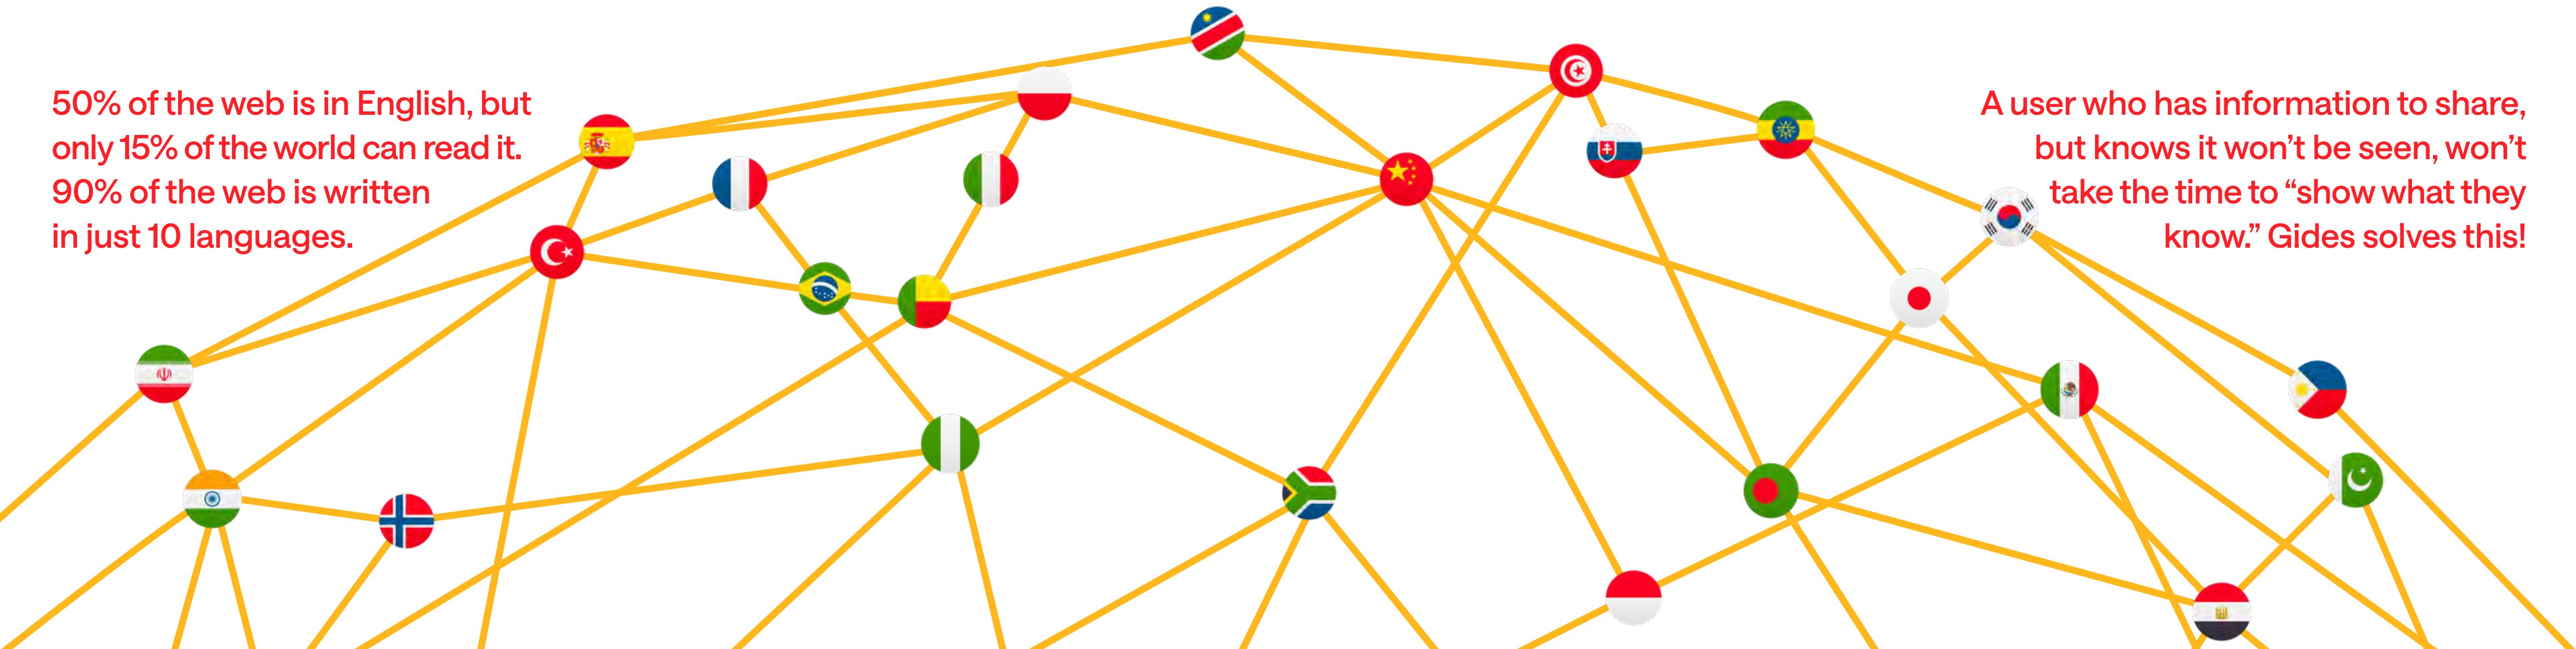 50% of the web is in English, but
only 15% of the world can read it.
90% of the web is written
in just 10 languages.
A user who has information to share,
but knows it won’t be seen, won’t
take the time to “show what they
know.” Gides solves this!